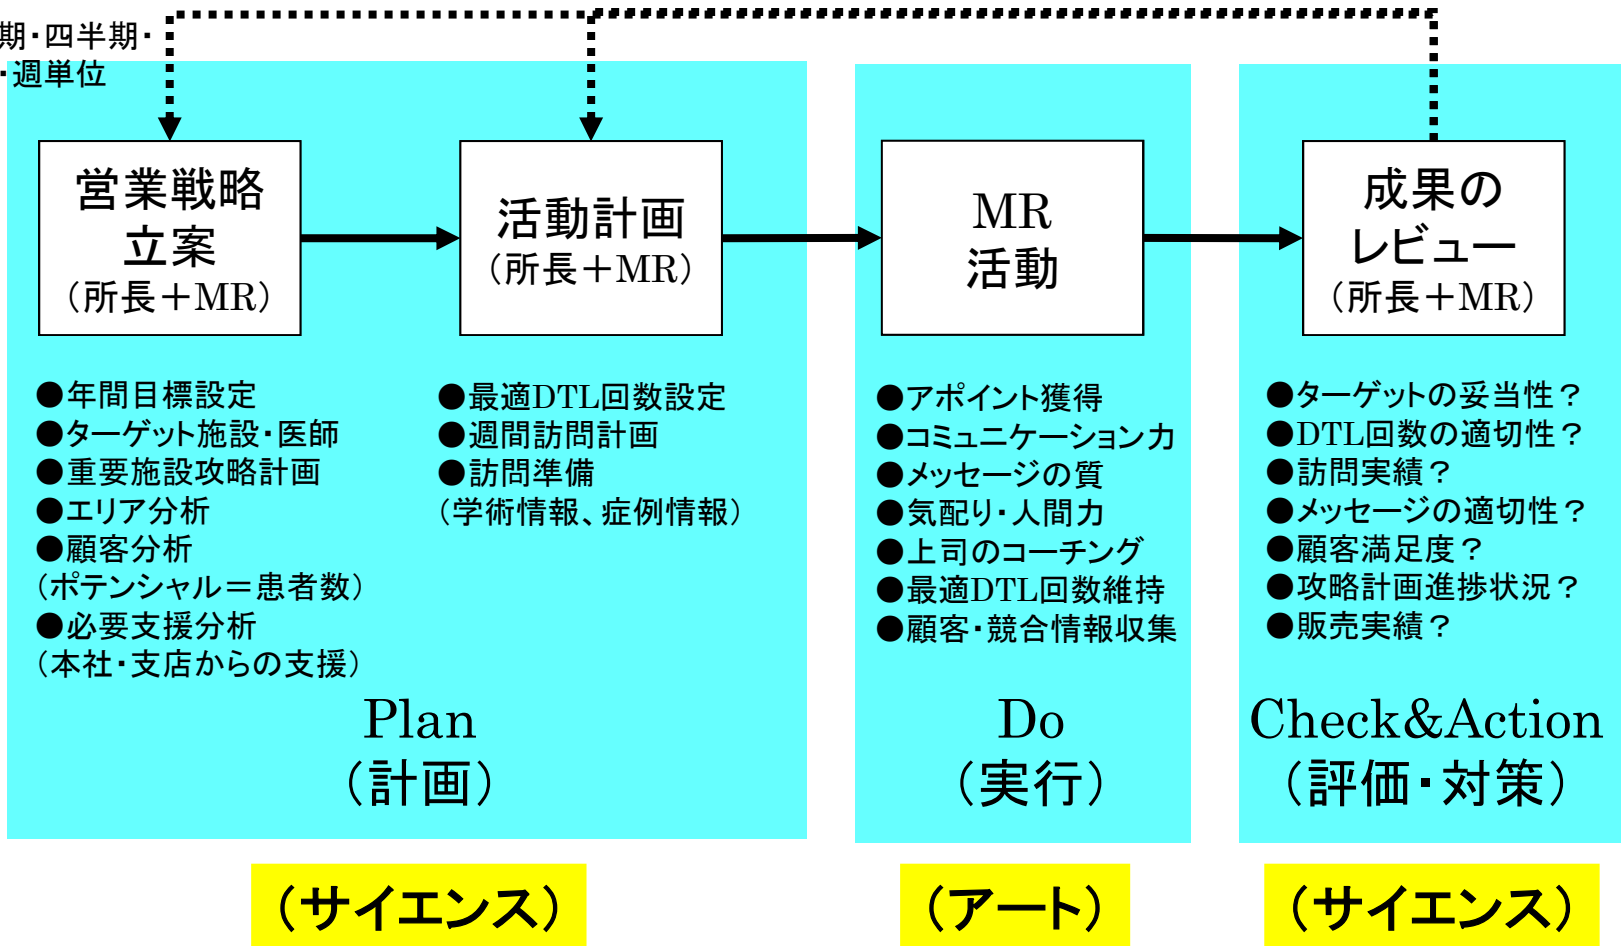 期・四半期・
・週単位
営業戦略
立案
（所長＋MR）
活動計画
（所長＋MR）
MR
活動
成果の
レビュー
（所長＋MR）
●年間目標設定
●ターゲット施設・医師
●重要施設攻略計画
●エリア分析
●顧客分析
（ポテンシャル＝患者数）
●必要支援分析
（本社・支店からの支援）
●最適DTL回数設定
●週間訪問計画
●訪問準備
（学術情報、症例情報）
●アポイント獲得
●コミュニケーション力
●メッセージの質
●気配り・人間力
●上司のコーチング
●最適DTL回数維持
●顧客・競合情報収集
●ターゲットの妥当性？
●DTL回数の適切性？
●訪問実績？
●メッセージの適切性？
●顧客満足度？
●攻略計画進捗状況？
●販売実績？
Plan
（計画）
Do
（実行）
Check&Action
（評価・対策）
（サイエンス）
（アート）
（サイエンス）